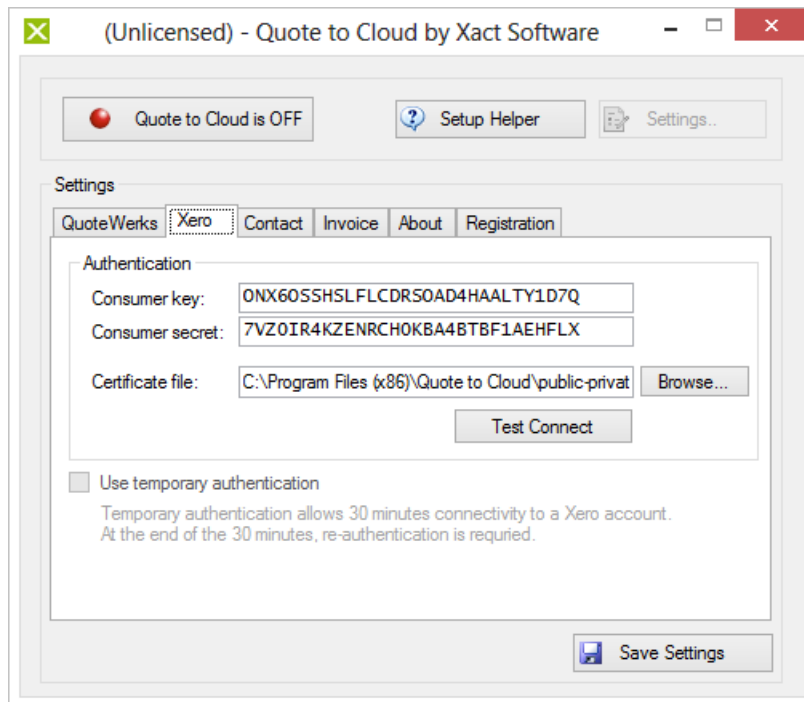 (Unlicensed) - Quote to Cloud by Xact Software
Quote to Cloud is OFF
Setup Helper
Settings..
Settings
QuoteWerks Xero Contact Invoice About Registration
Authentication
Consumer key: 0NX6OSSHSLFLCDRSOAD4HAALTY1D7Q
Consumer secret: 7VZ0IR4KZENRCH0KBA4BTBF1AEHFLX
Certificate file: C:\Program Files (x86)\Quote to Cloud\public-privat Browse...
Test Connect
Use temporary authentication
Temporary authentication allows 30 minutes connectivity to a Xero account.
At the end of the 30 minutes, re-authentication is requried.
Save Settings